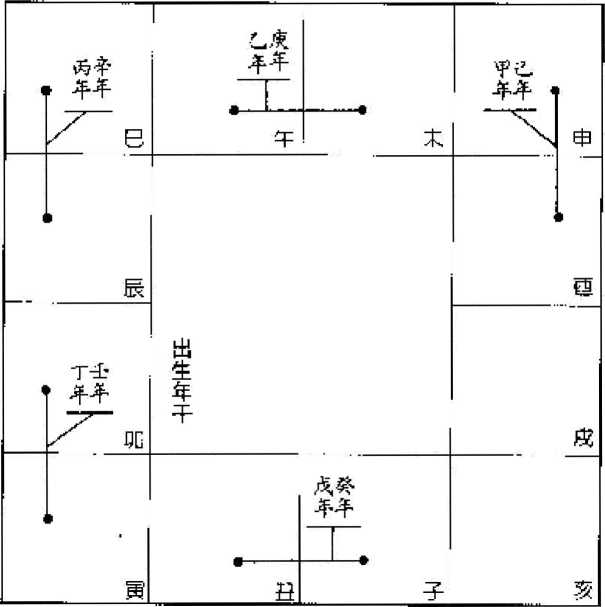 丙年
辛年
乙年
庚年
甲年
己年
巳
午
未
申
辰
酉
出生年干
丁年
壬年
卯
戌
戊年
癸年
寅
丑
子
亥